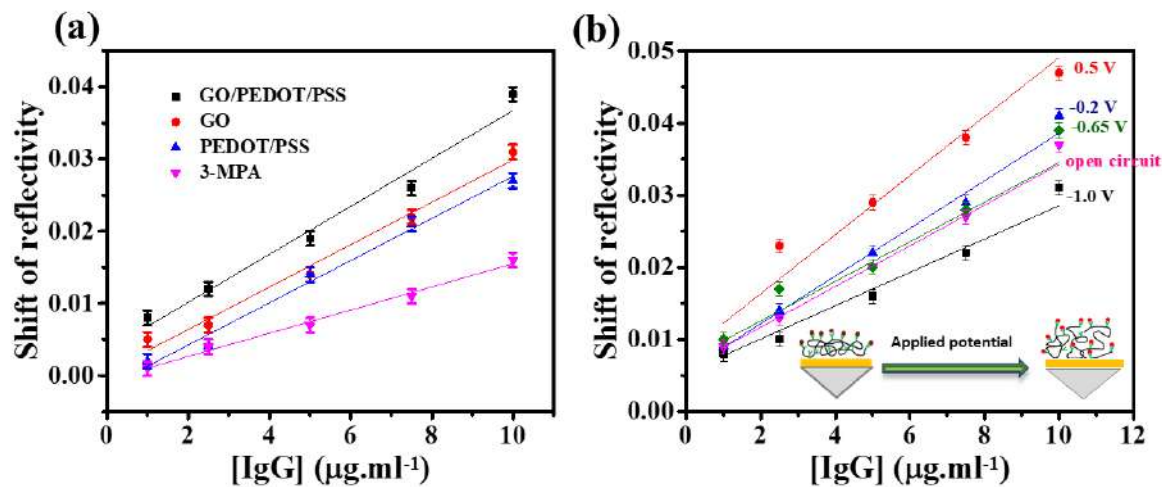 (a)
Shift of reflectivity
0.04
0.03
0.02
0.01
0.00
GO/PEDOT/PSS
GO
PEDOT/PSS
3-MPA
0 2 4 6 8 10
[IgG] (μg.ml⁻¹)
(b)
Shift of reflectivity
0.05
0.04
0.03
0.02
0.01
0.00
0.5 V
-0.2 V
-0.65 V
open circuit
-1.0 V
Applied potential
0 2 4 6 8 10 12
[IgG] (μg.ml⁻¹)